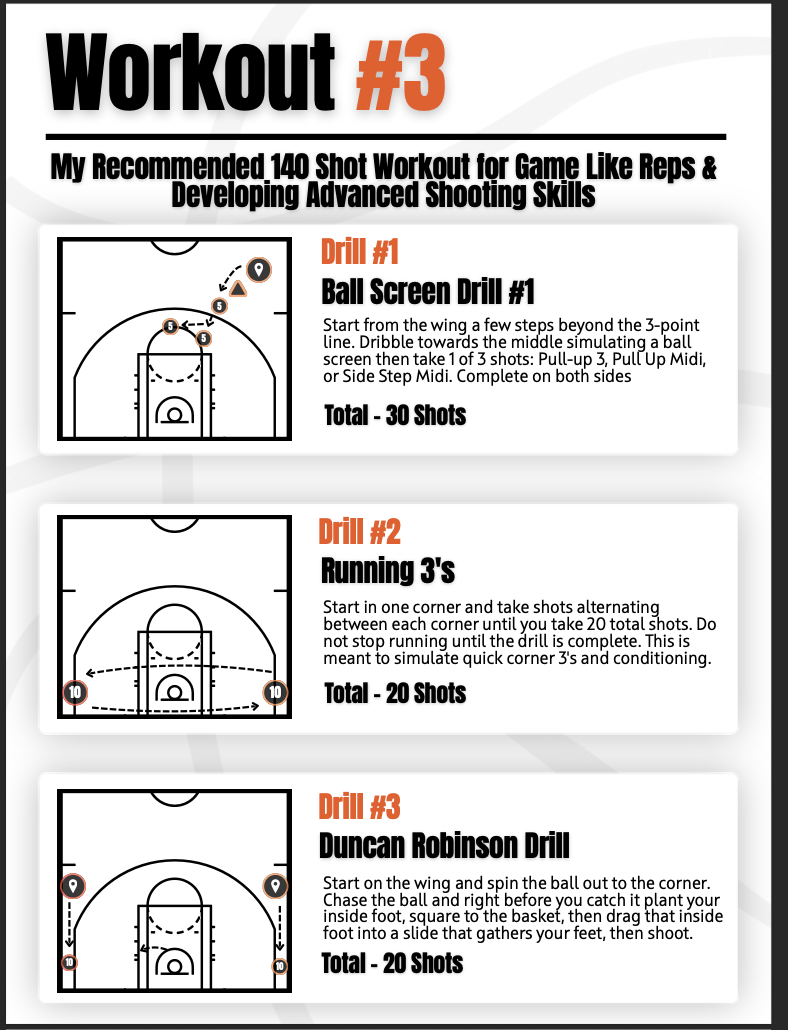 Workout #3
My Recommended 140 Shot Workout for Game Like Reps &
Developing Advanced Shooting Skills
5
5
5
Drill #1
Ball Screen Drill #1
Start from the wing a few steps beyond the 3-point
line. Dribble towards the middle simulating a ball
screen then take 1 of 3 shots: Pull-up 3, Pull Up Midi,
or Side Step Midi. Complete on both sides
Total - 30 Shots
10
10
Drill #2
Running 3's
Start in one corner and take shots alternating
between each corner until you take 20 total shots. Do
not stop running until the drill is complete. This is
meant to simulate quick corner 3's and conditioning.
Total - 20 Shots
10
10
Drill #3
Duncan Robinson Drill
Start on the wing and spin the ball out to the corner.
Chase the ball and right before you catch it plant your
inside foot, square to the basket, then drag that inside
foot into a slide that gathers your feet, then shoot.
Total - 20 Shots